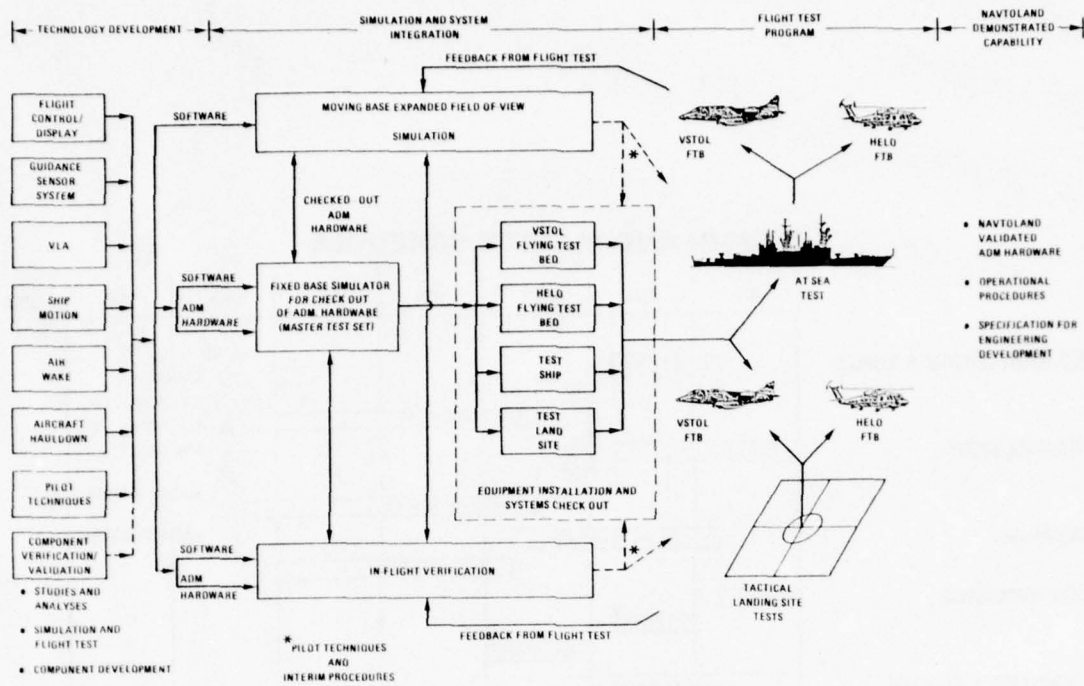 TECHNOLOGY DEVELOPMENT
SIMULATION AND SYSTEM
INTEGRATION
FLIGHT TEST
PROGRAM
NAVTOLAND
DEMONSTRATED
CAPABILITY
FEEDBACK FROM FLIGHT TEST
FLIGHT
CONTROL/
DISPLAY
GUIDANCE
SENSOR
SYSTEM
VLA
SHIP
MOTION
AIR
WAKE
AIRCRAFT
HAULDOWN
PILOT
TECHNIQUES
COMPONENT
VERIFICATION/
VALIDATION
• STUDIES AND
ANALYSES
• SIMULATION AND
FLIGHT TEST
• COMPONENT DEVELOPMENT
SOFTWARE
MOVING BASE EXPANDED FIELD OF VIEW
SIMULATION
*
CHECKED OUT
ADM
HARDWARE
SOFTWARE
ADM
HARDWARE
FIXED BASE SIMULATOR
FOR CHECK OUT
OF ADM. HARDWARE
(MASTER TEST SET)
VSTOL
FLYING TEST
BED
HELO
FLYING TEST
BED
TEST
SHIP
TEST
LAND
SITE
EQUIPMENT INSTALLATION AND
SYSTEMS CHECK OUT
SOFTWARE
ADM
HARDWARE
IN-FLIGHT VERIFICATION
*
FEEDBACK FROM FLIGHT TEST
*PILOT TECHNIQUES
AND
INTERIM PROCEDURES
VSTOL
FTB
HELO
FTB
AT SEA
TEST
VSTOL
FTB
HELO
FTB
TACTICAL
LANDING SITE
TESTS
• NAVTOLAND
VALIDATED
ADM HARDWARE
• OPERATIONAL
PROCEDURES
• SPECIFICATION FOR
ENGINEERING
DEVELOPMENT